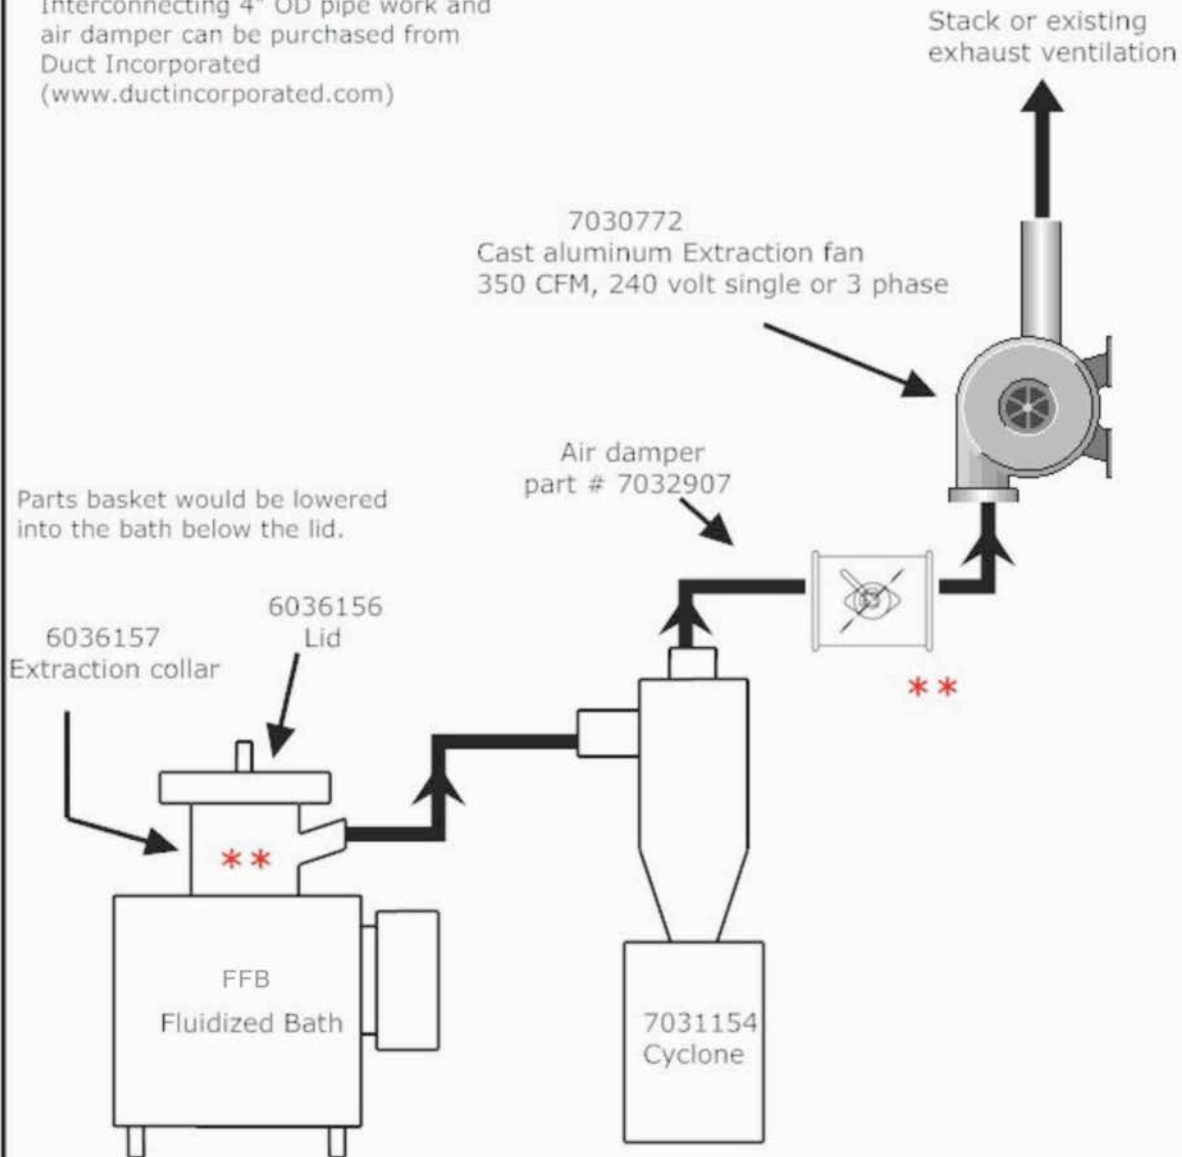 Interconnecting 4" OD pipe work and
air damper can be purchased from
Duct Incorporated
(www.ductincorporated.com)
Stack or existing
exhaust ventilation
7030772
Cast aluminum Extraction fan
350 CFM, 240 volt single or 3 phase
Air damper
part # 7032907
Parts basket would be lowered
into the bath below the lid.
6036156
Lid
6036157
Extraction collar
**
**
FFB
Fluidized Bath
7031154
Cyclone